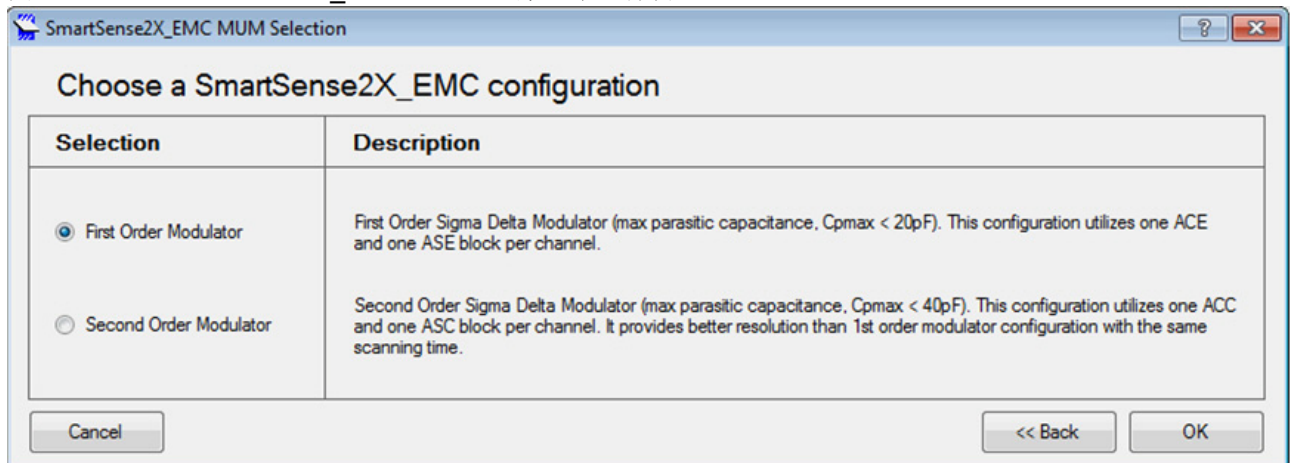 SmartSense2X_EMC MUM Selection
Choose a SmartSense2X_EMC configuration
Selection
Description
First Order Modulator
First Order Sigma Delta Modulator (max parasitic capacitance, Cpmax < 20pF). This configuration utilizes one ACE
and one ASE block per channel.
Second Order Modulator
Second Order Sigma Delta Modulator (max parasitic capacitance, Cpmax < 40pF). This configuration utilizes one ACC
and one ASC block per channel. It provides better resolution than 1st order modulator configuration with the same
scanning time.
Cancel
<< Back
OK